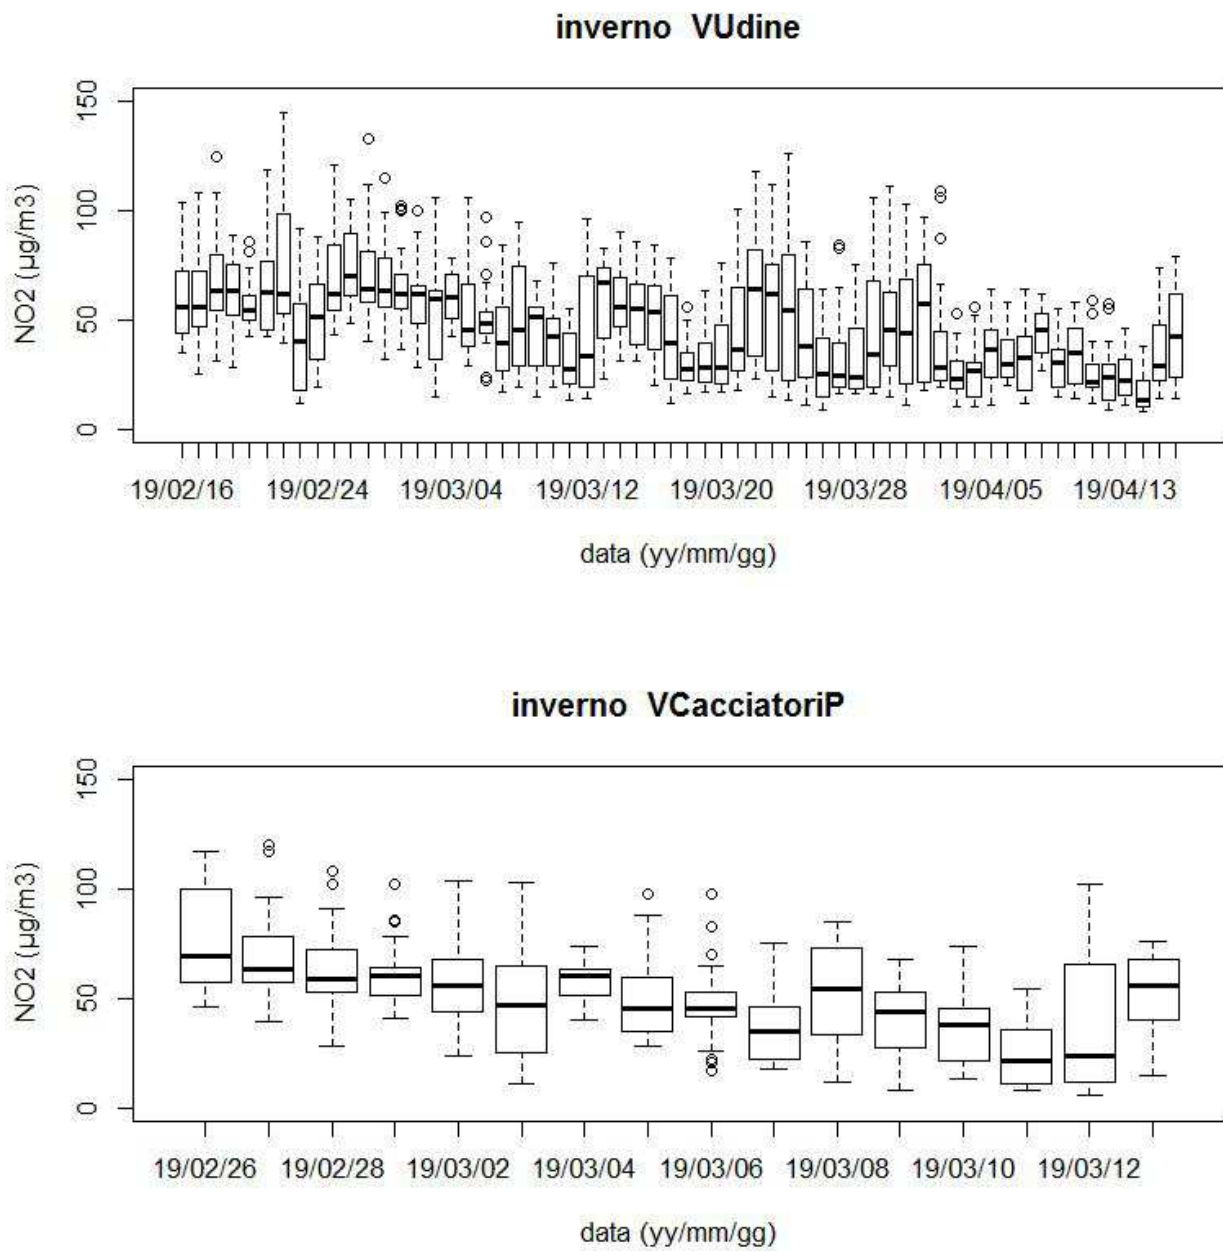 inverno VUdine
NO2 (µg/m3)
150
100
50
0
19/02/16 19/02/24 19/03/04 19/03/12 19/03/20 19/03/28 19/04/05 19/04/13
data (yy/mm/gg)
inverno VCacciatoriP
NO2 (µg/m3)
150
100
50
0
19/02/26 19/02/28 19/03/02 19/03/04 19/03/06 19/03/08 19/03/10 19/03/12
data (yy/mm/gg)